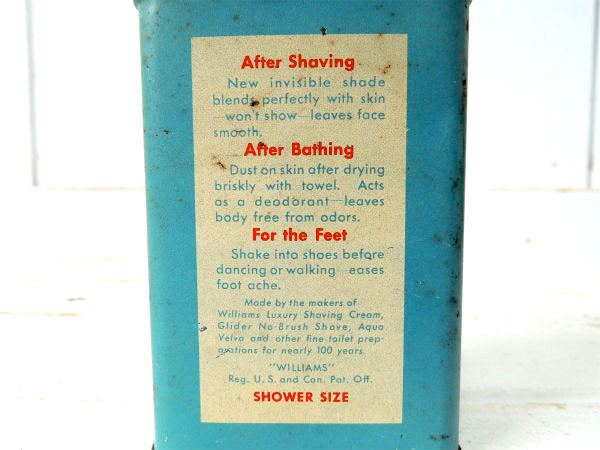 After Shaving
New invisible shade
blends perfectly with skin
won't show—leaves face
smooth.
After Bathing
Dust on skin after drying
briskly with towel. Acts
as a deodorant—leaves
body free from odors.
For the Feet
Shake into shoes before
dancing or walking—eases
foot ache.
Made by the makers of
Williams Luxury Shaving Cream,
Glider No-Brush Shave, Aqua
Velva and other fine toilet prep-
arations for nearly 100 years.
"WILLIAMS"
Reg. U. S. and Can. Pat. Off.
SHOWER SIZE